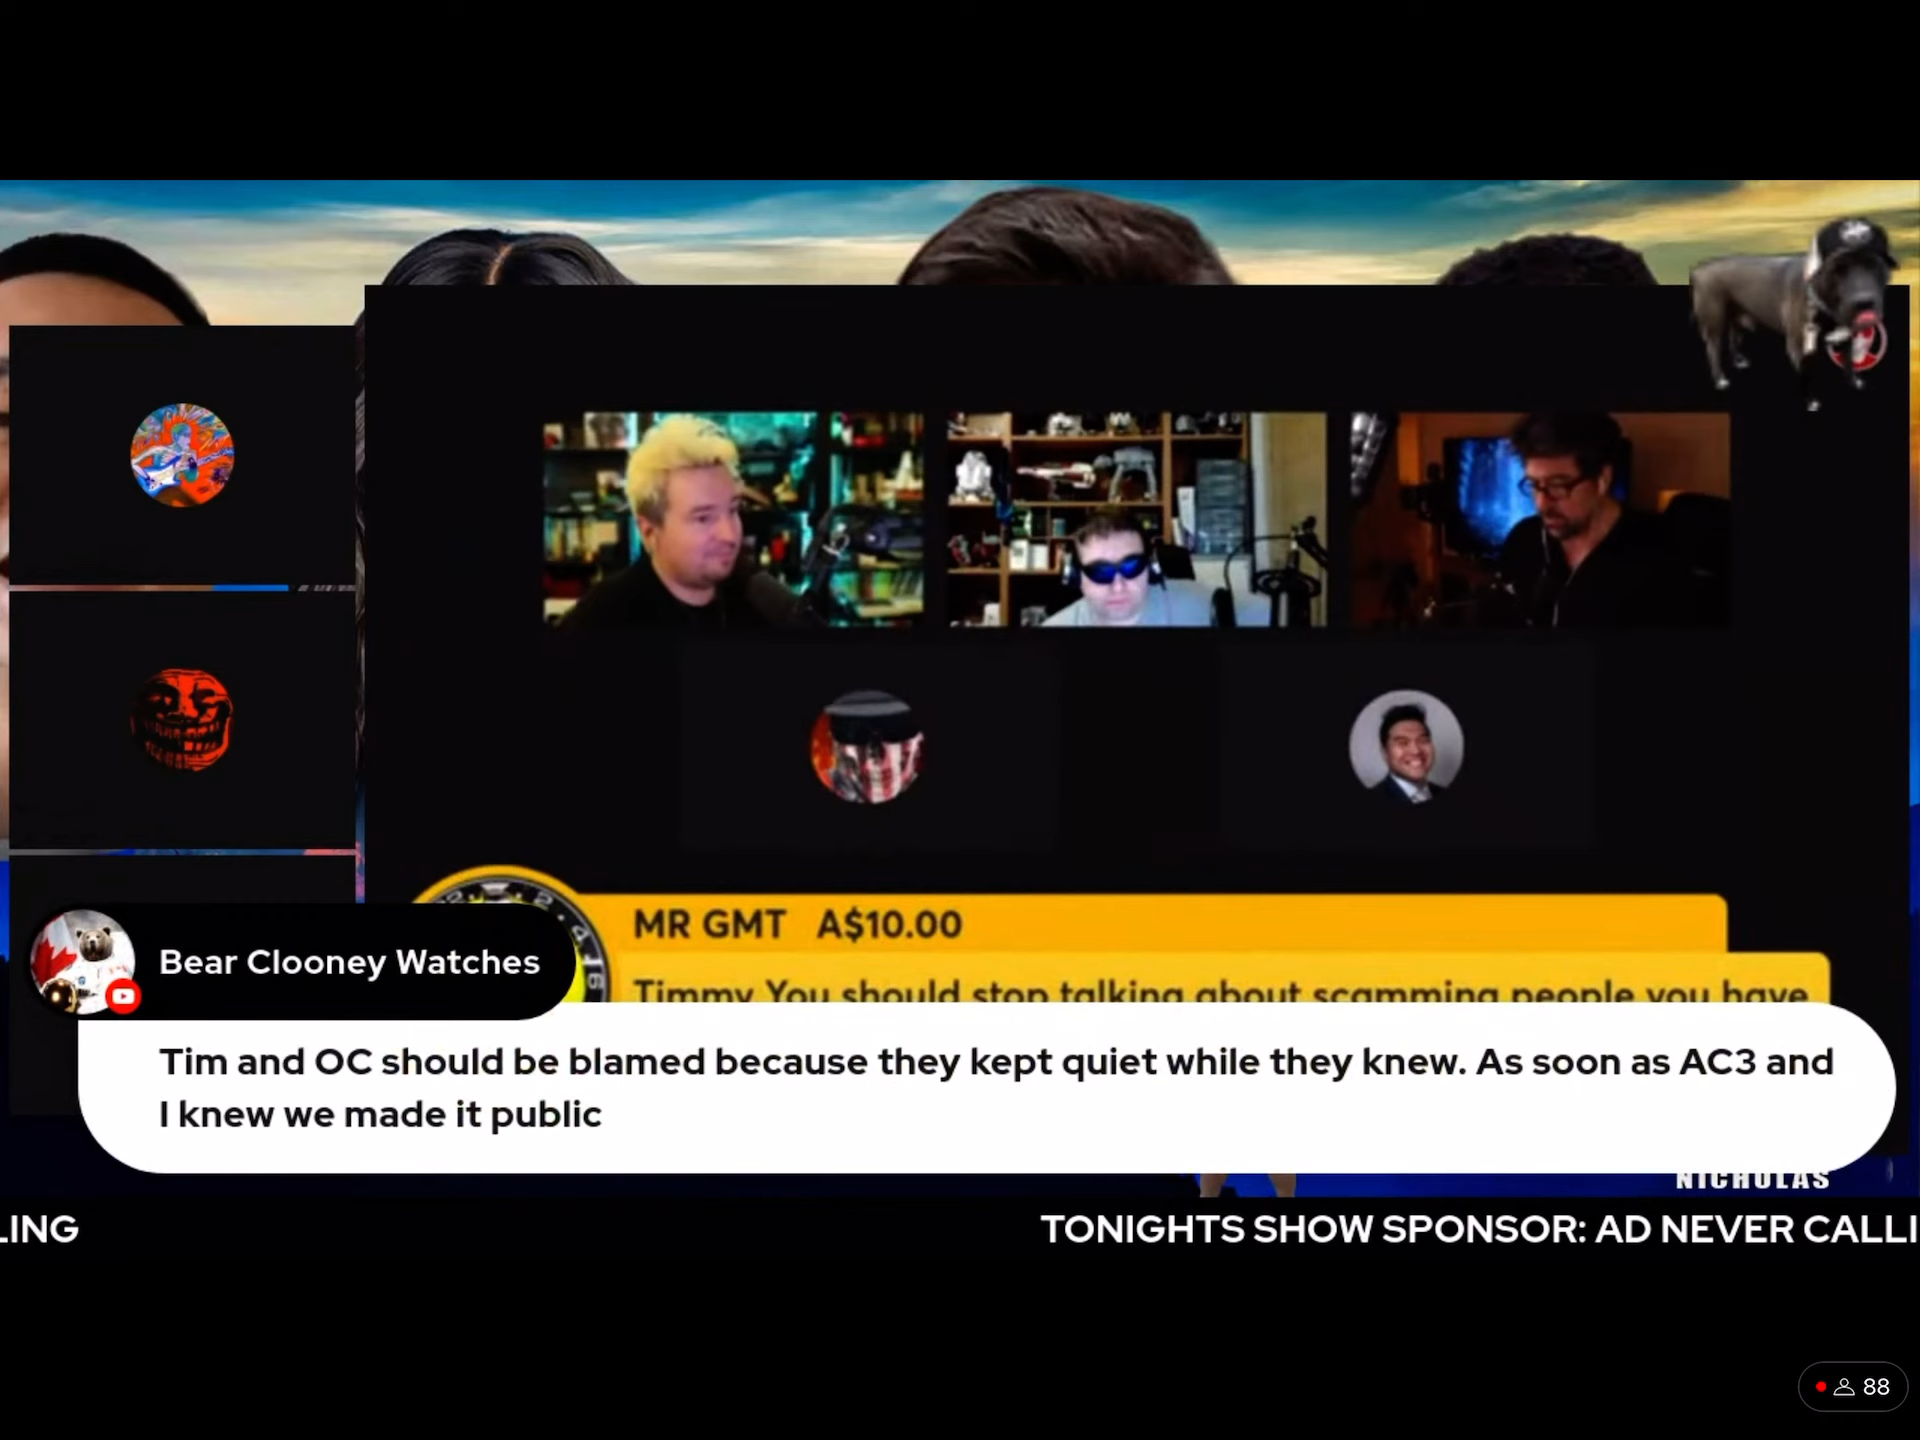 MR GMT A$10.00
Timmy You should stop talking about scamming people you have
Bear Clooney Watches
Tim and OC should be blamed because they kept quiet while they knew. As soon as AC3 and
I knew we made it public
NICHOLAS
LING
TONIGHTS SHOW SPONSOR: AD NEVER CALLI
88